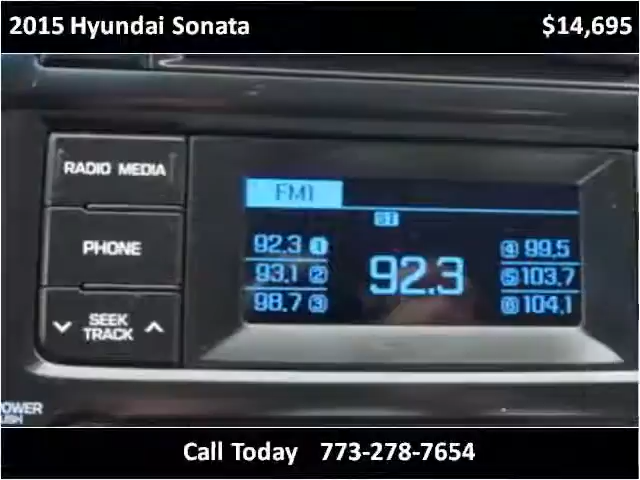 2015 Hyundai Sonata $14,695
RADIO MEDIA
PHONE
SEEK
TRACK
FM1
ST
92.3 1
93.1 2
98.7 3
92.3
4 99.5
5 103.7
6 104.1
POWER
Call Today 773-278-7654